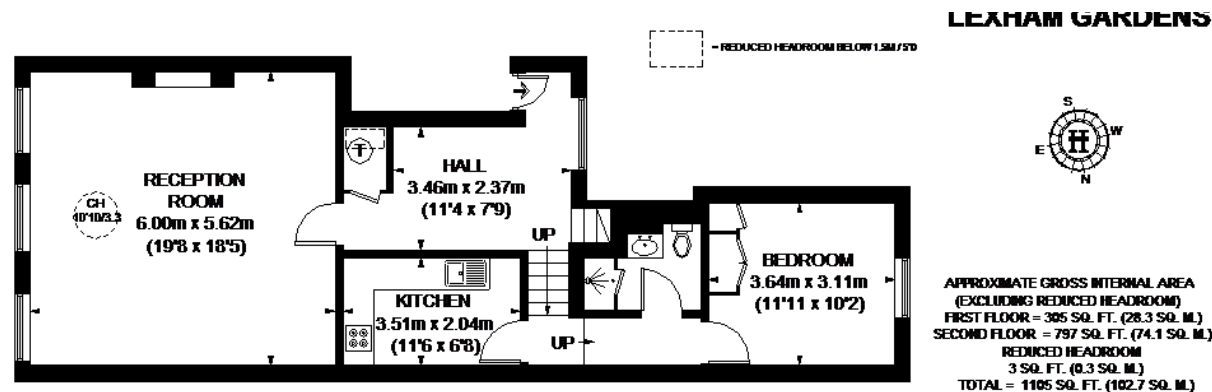 LEXHAM GARDENS
= REDUCED HEADROOM BELOW 1.5M / 5'0
S
W
E
N
H
T
HALL
3.46m x 2.37m
(11'4 x 7'9)
RECEPTION
ROOM
6.00m x 5.62m
(19'8 x 18'5)
CH
10'10/3.3
UP
KITCHEN
3.51m x 2.04m
(11'6 x 6'8)
UP
BEDROOM
3.64m x 3.11m
(11'11 x 10'2)
APPROXIMATE GROSS INTERNAL AREA
(EXCLUDING REDUCED HEADROOM)
FIRST FLOOR = 305 SQ. FT. (28.3 SQ. M.)
SECOND FLOOR = 797 SQ. FT. (74.1 SQ. M.)
REDUCED HEADROOM
3 SQ. FT. (0.3 SQ. M.)
TOTAL = 1105 SQ. FT. (102.7 SQ. M.)